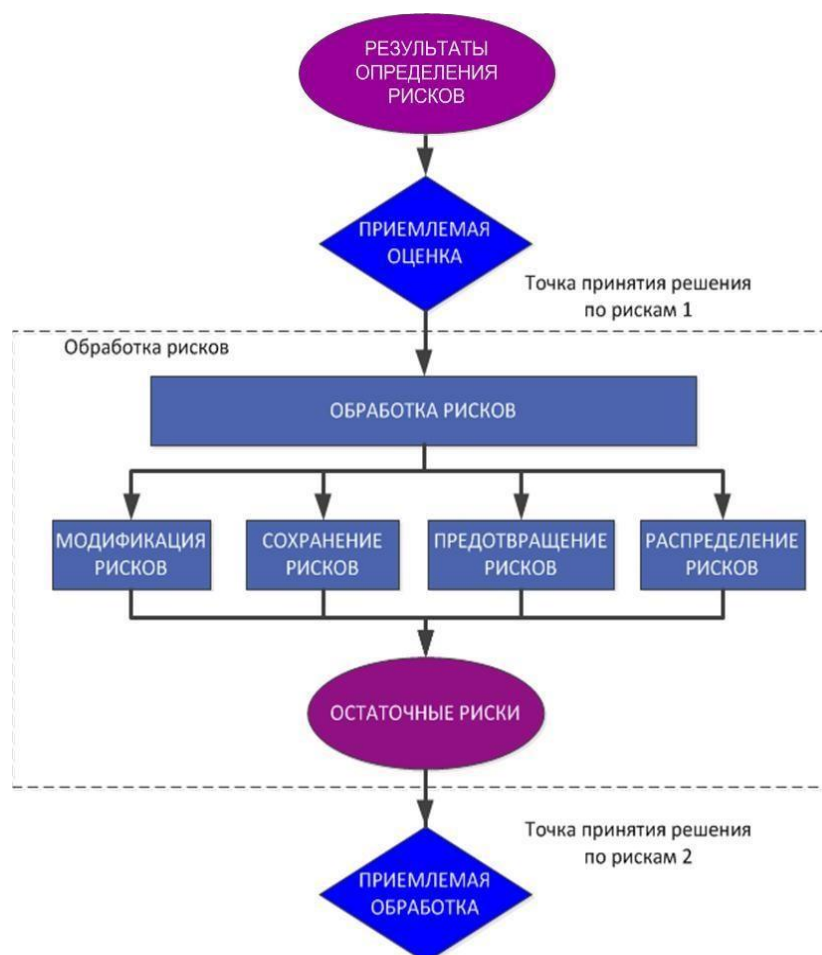 РЕЗУЛЬТАТЫ
ОПРЕДЕЛЕНИЯ
РИСКОВ
ПРИЕМЛЕМАЯ
ОЦЕНКА
Точка принятия решения
по рискам 1
Обработка рисков
ОБРАБОТКА РИСКОВ
МОДИФИКАЦИЯ
РИСКОВ
СОХРАНЕНИЕ
РИСКОВ
ПРЕДОТВРАЩЕНИЕ
РИСКОВ
РАСПРЕДЕЛЕНИЕ
РИСКОВ
ОСТАТОЧНЫЕ РИСКИ
Точка принятия решения
по рискам 2
ПРИЕМЛЕМАЯ
ОБРАБОТКА